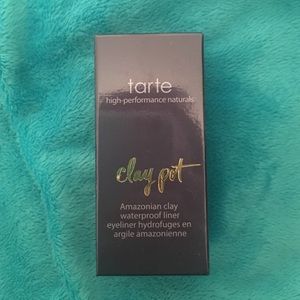 tarte
high-performance naturals
clay pot
Amazonian clay
waterproof liner
eyeliner hydrofuges en
argile amazonienne